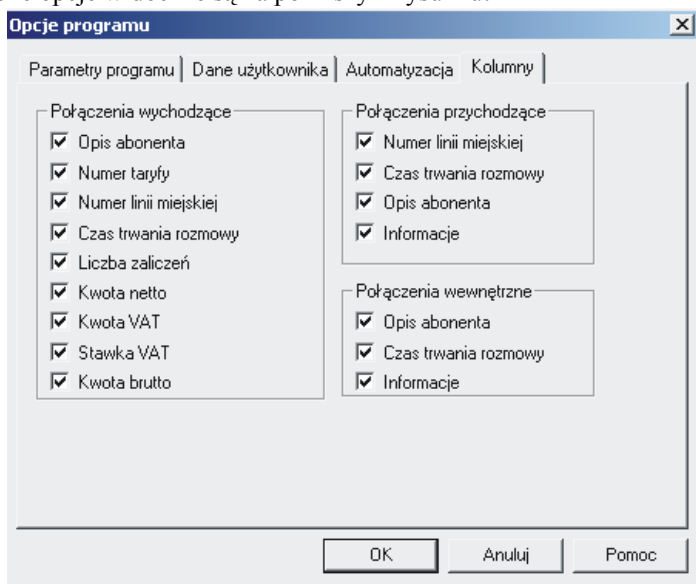 Opcje programu
Parametry programu
Dane użytkownika
Automatyzacja
Kolumny
Połączenia wychodzące
Opis abonenta
Numer taryfy
Numer linii miejskiej
Czas trwania rozmowy
Liczba zaliczeń
Kwota netto
Kwota VAT
Stawka VAT
Kwota brutto
Połączenia przychodzące
Numer linii miejskiej
Czas trwania rozmowy
Opis abonenta
Informacje
Połączenia wewnętrzne
Opis abonenta
Czas trwania rozmowy
Informacje
OK
Anuluj
Pomoc